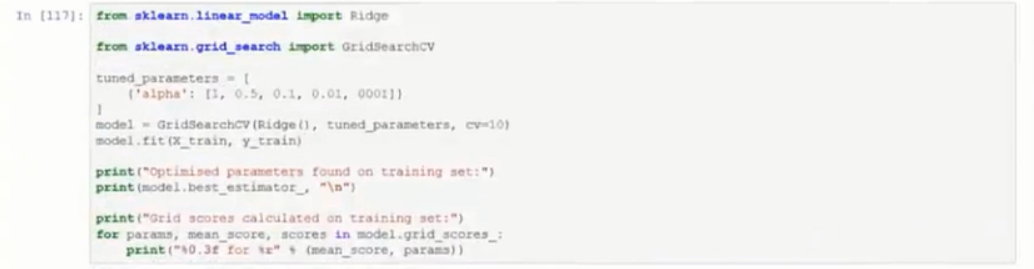 In [117]: from sklearn.linear_model import Ridge
from sklearn.grid_search import GridSearchCV
tuned_parameters = [
    {'alpha': [1, 0.5, 0.1, 0.01, 0001]}
]
model = GridSearchCV(Ridge(), tuned_parameters, cv=10)
model.fit(X_train, y_train)
print("Optimised parameters found on training set:")
print(model.best_estimator_, "\n")
print("Grid scores calculated on training set:")
for params, mean_score, scores in model.grid_scores_:
    print("%0.3f for %r" % (mean_score, params))